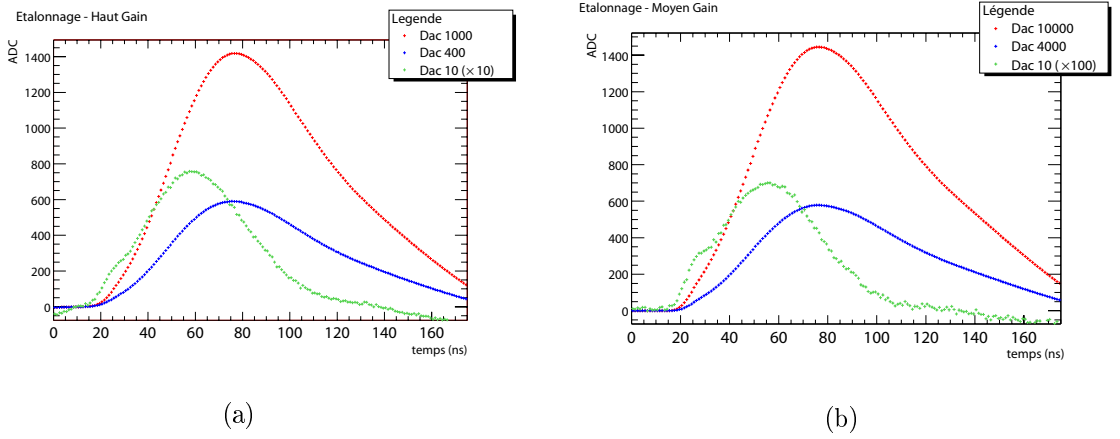 Etalonnage - Haut Gain
Legende
Dac 1000
Dac 400
Dac 10 (×10)
ADC
1400
1200
1000
800
600
400
200
0
0 20 40 60 80 100 120 140 160
temps (ns)
(a)
Etalonnage - Moyen Gain
Légende
Dac 10000
Dac 4000
Dac 10 (×100)
ADC
1400
1200
1000
800
600
400
200
0
0 20 40 60 80 100 120 140 160
temps (ns)
(b)